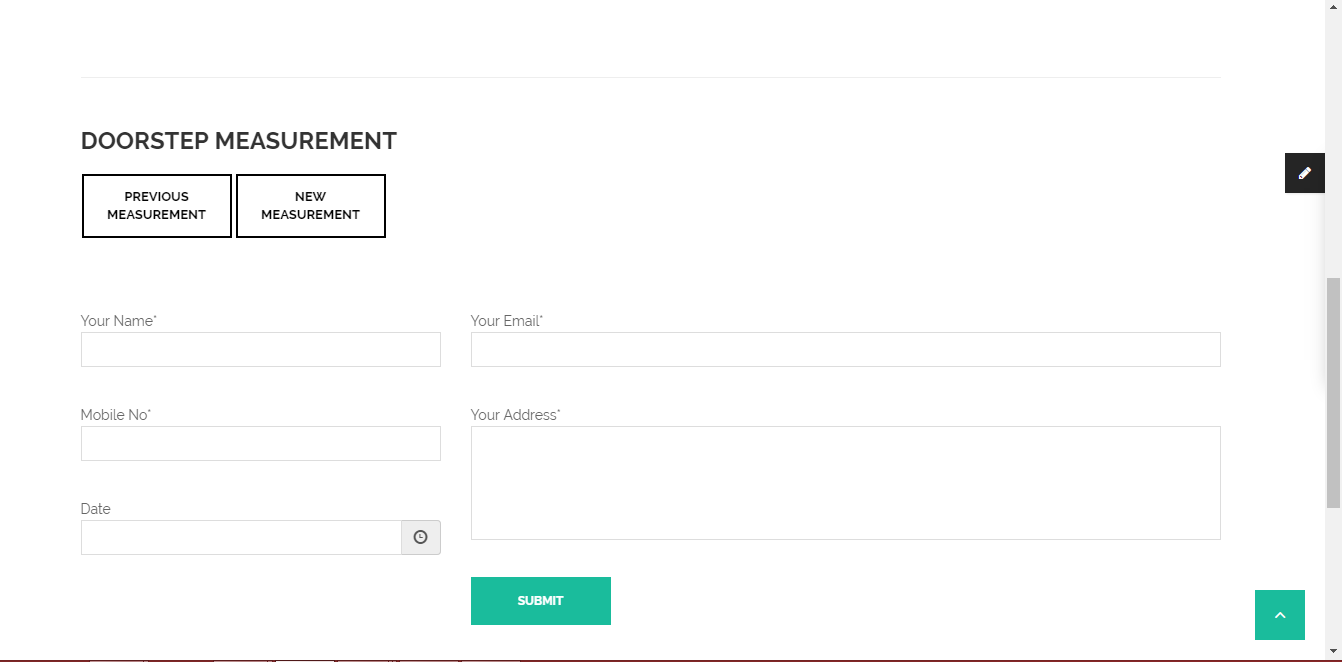 DOORSTEP MEASUREMENT
PREVIOUS
MEASUREMENT
NEW
MEASUREMENT
Your Name*
Your Email*
Mobile No*
Your Address*
Date
SUBMIT